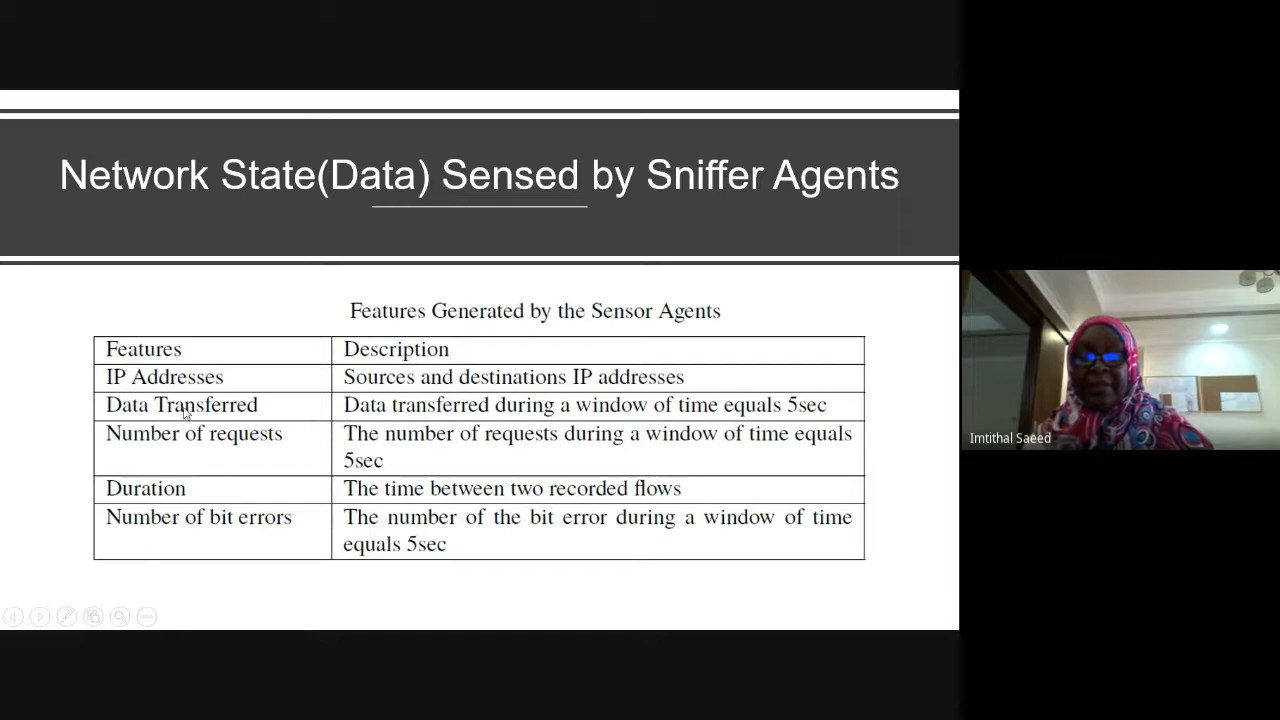 Network State(Data) Sensed by Sniffer Agents
Features Generated by the Sensor Agents
Features Description
IP Addresses Sources and destinations IP addresses
Data Transferred Data transferred during a window of time equals 5sec
Number of requests The number of requests during a window of time equals
5sec
Duration The time between two recorded flows
Number of bit errors The number of the bit error during a window of time
equals 5sec
Imtithal Saeed